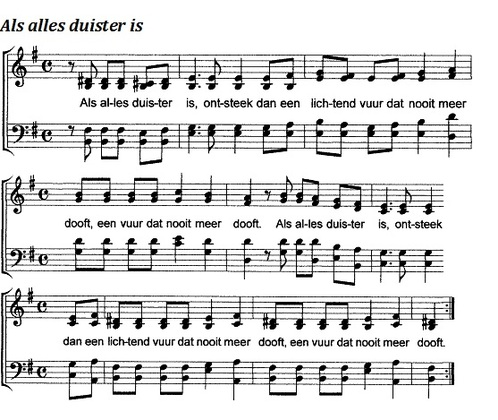 Als alles duister is
Als al-les duis-ter is, ont-steek dan een lich-tend vuur dat nooit meer
dooft, een vuur dat nooit meer dooft. Als al-les duis-ter is, ont-steek
dan een lich-tend vuur dat nooit meer dooft, een vuur dat nooit meer dooft.